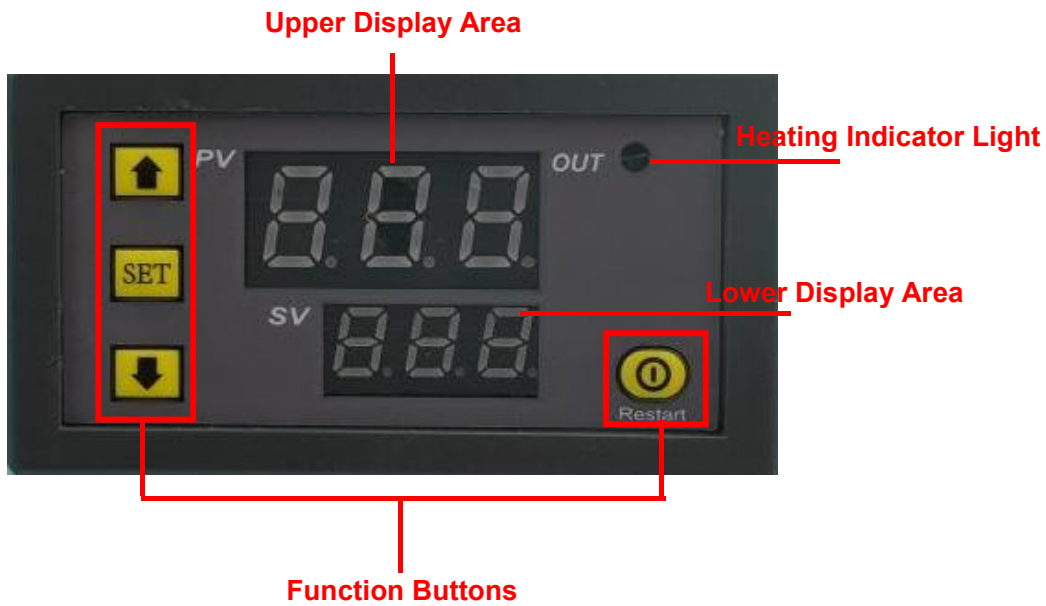 Upper Display Area
Heating Indicator Light
PV
OUT
SET
Lower Display Area
SV
Restart
Function Buttons